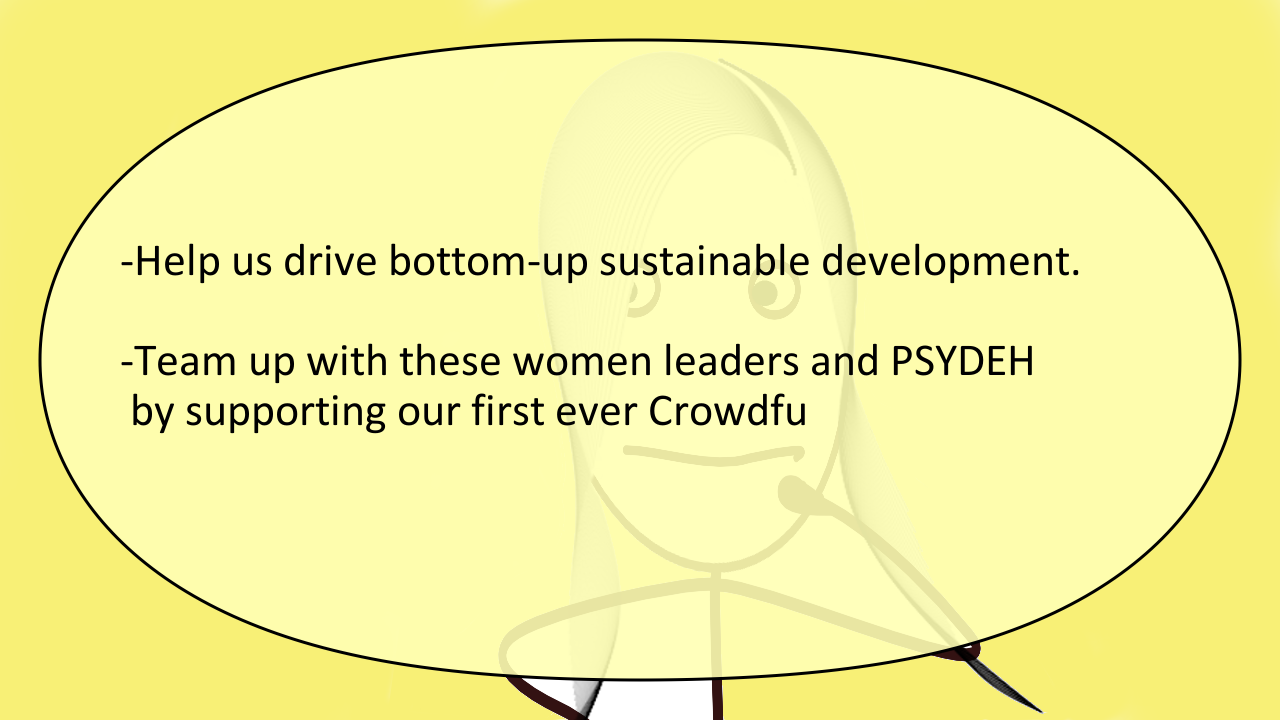 -Help us drive bottom-up sustainable development.
-Team up with these women leaders and PSYDEH
by supporting our first ever Crowdfu